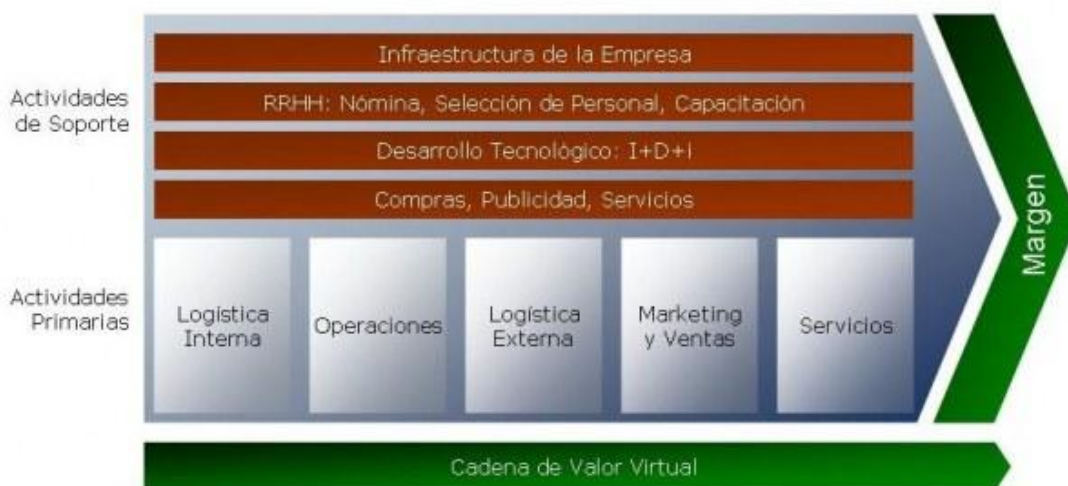 Infraestructura de la Empresa
Actividades
de Soporte
RRHH: Nómina, Selección de Personal, Capacitación
Desarrollo Tecnológico: I+D+i
Compras, Publicidad, Servicios
Margen
Actividades
Primarias
Logística
Interna
Operaciones
Logística
Externa
Marketing
y Ventas
Servicios
Cadena de Valor Virtual